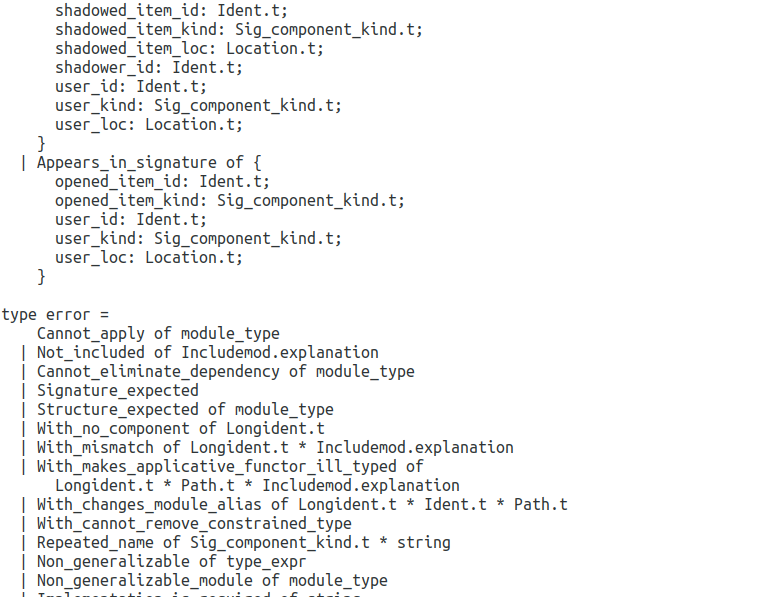 shadowed_item_id: Ident.t;
shadowed_item_kind: Sig_component_kind.t;
shadowed_item_loc: Location.t;
shadower_id: Ident.t;
user_id: Ident.t;
user_kind: Sig_component_kind.t;
user_loc: Location.t;
}
| Appears_in_signature of {
opened_item_id: Ident.t;
opened_item_kind: Sig_component_kind.t;
user_id: Ident.t;
user_kind: Sig_component_kind.t;
user_loc: Location.t;
}
type error =
Cannot_apply of module_type
| Not_included of Includemod.explanation
| Cannot_eliminate_dependency of module_type
| Signature_expected
| Structure_expected of module_type
| With_no_component of Longident.t
| With_mismatch of Longident.t * Includemod.explanation
| With_makes_applicative_functor_ill_typed of
Longident.t * Path.t * Includemod.explanation
| With_changes_module_alias of Longident.t * Ident.t * Path.t
| With_cannot_remove_constrained_type
| Repeated_name of Sig_component_kind.t * string
| Non_generalizable of type_expr
| Non_generalizable_module of module_type